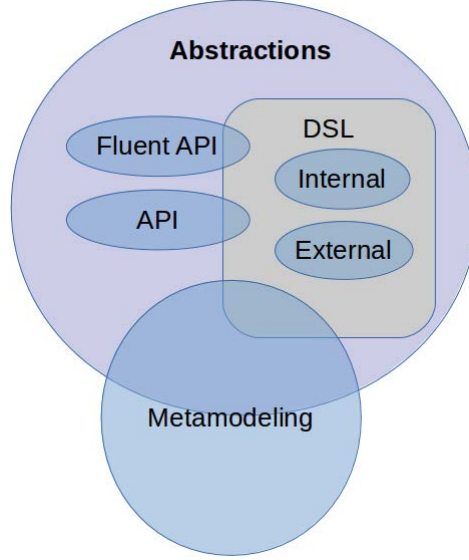 Abstractions
DSL
Fluent API
Internal
API
External
Metamodeling